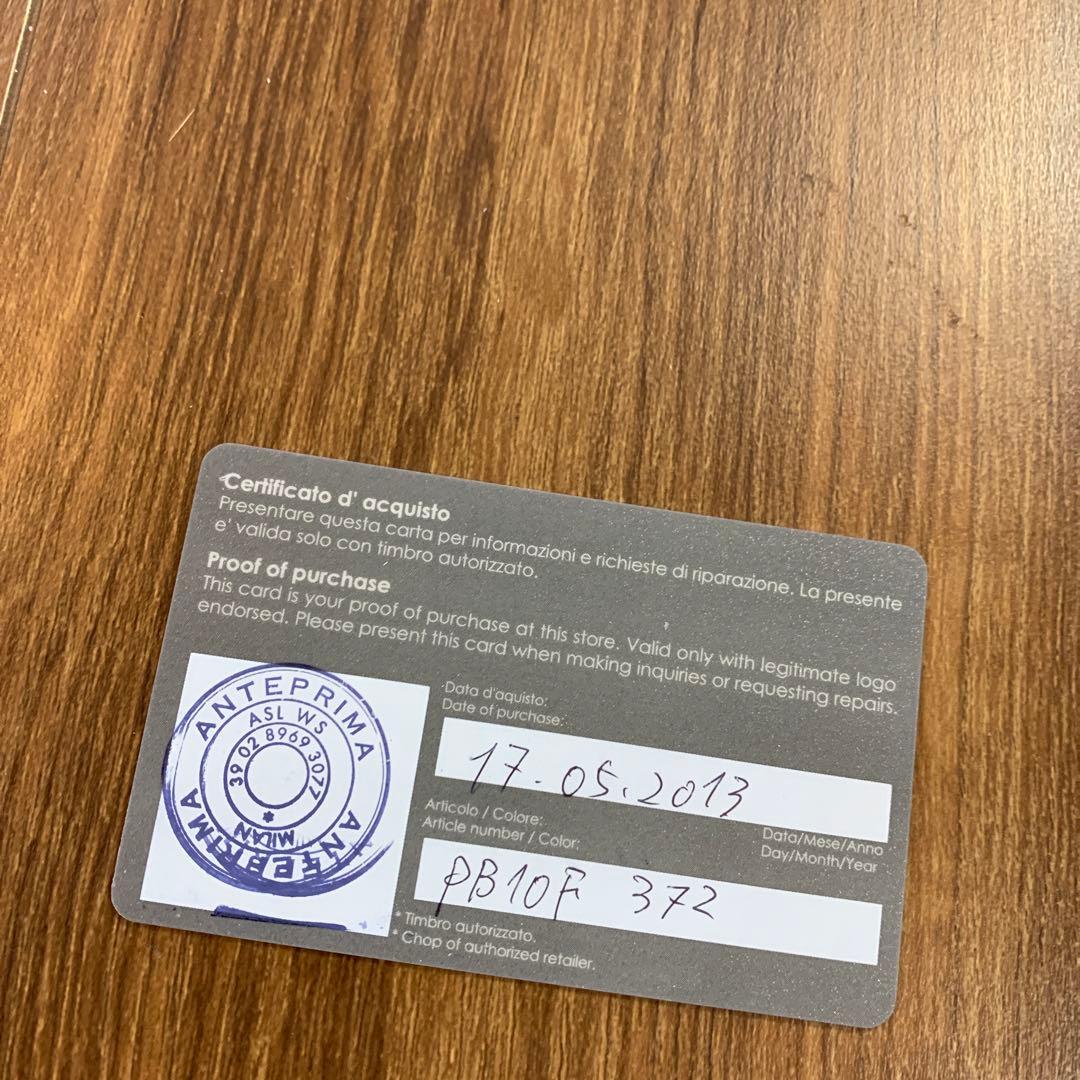 Certificato d' acquisto
Presentare questa carta per informazioni e richieste di riparazione. La presente
e' valida solo con timbro autorizzato.
Proof of purchase
This card is your proof of purchase at this store. Valid only with legitimate logo
endorsed. Please present this card when making inquiries or requesting repairs.
ANTEPRIMA
ASL WS
39 02 8969 3077
*
MILAN
ANTEPRIMA
Data d'aquisto:
Date of purchase:
17.05.2013
Data/Mese/Anno
Day/Month/Year
Articolo / Colore:
Article number / Color:
PB10F 372
* Timbro autorizzato.
* Chop of authorized retailer.